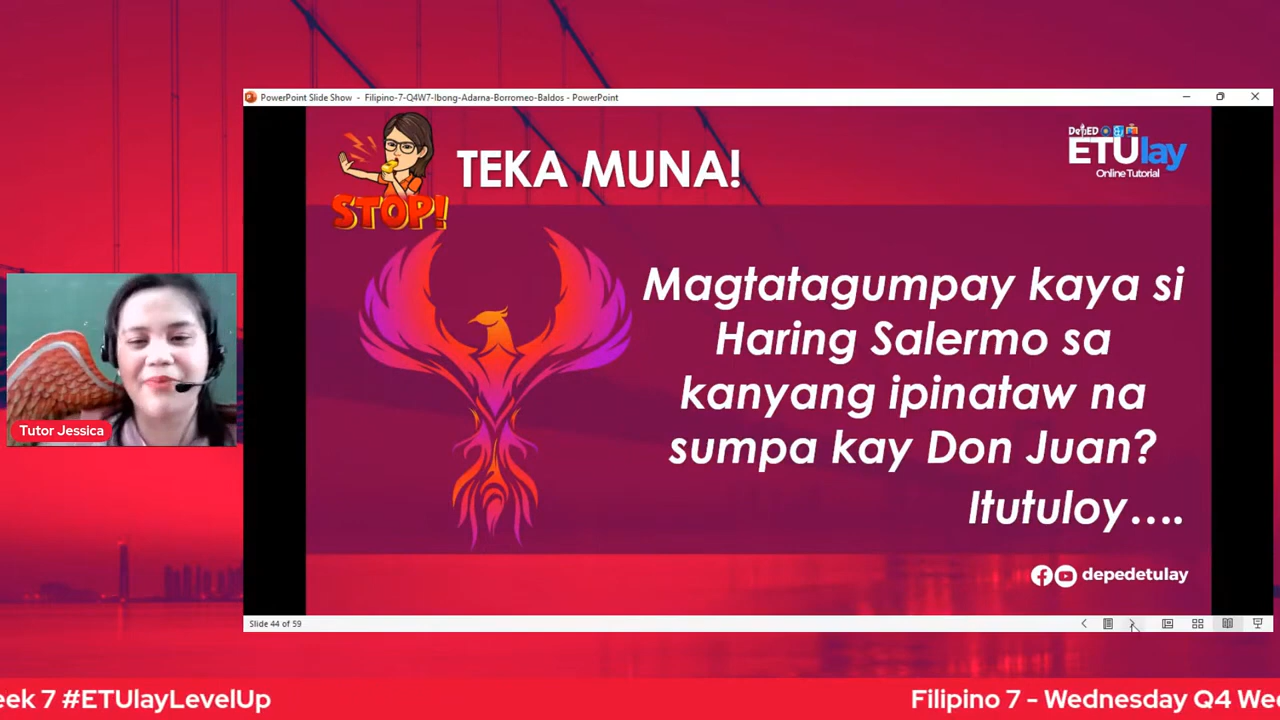 PowerPoint Slide Show - Filipino-7-Q4W7-Ibong-Adarna-Borromeo-Baldos - PowerPoint
STOP!
TEKA MUNA!
DepED
ETUlay
Online Tutorial
Magtatagumpay kaya si
Haring Salermo sa
kanyang ipinataw na
sumpa kay Don Juan?
Itutuloy....
Tutor Jessica
depedetulay
Slide 44 of 59
eek 7 #ETUlayLevelUp
Filipino 7 - Wednesday Q4 Wee